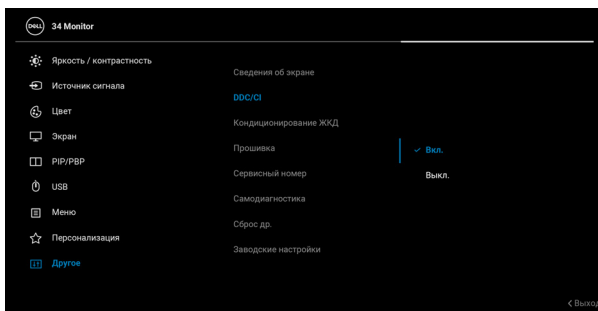 DELL 34 Monitor
Яркость / контрастность
Источник сигнала
Цвет
Экран
PIP/PBP
USB
Меню
Персонализация
Другое
Сведения об экране
DDC/CI
Кондиционирование ЖКД
Прошивка
Сервисный номер
Самодиагностика
Сброс др.
Заводские настройки
Вкл.
Выкл.
Выход